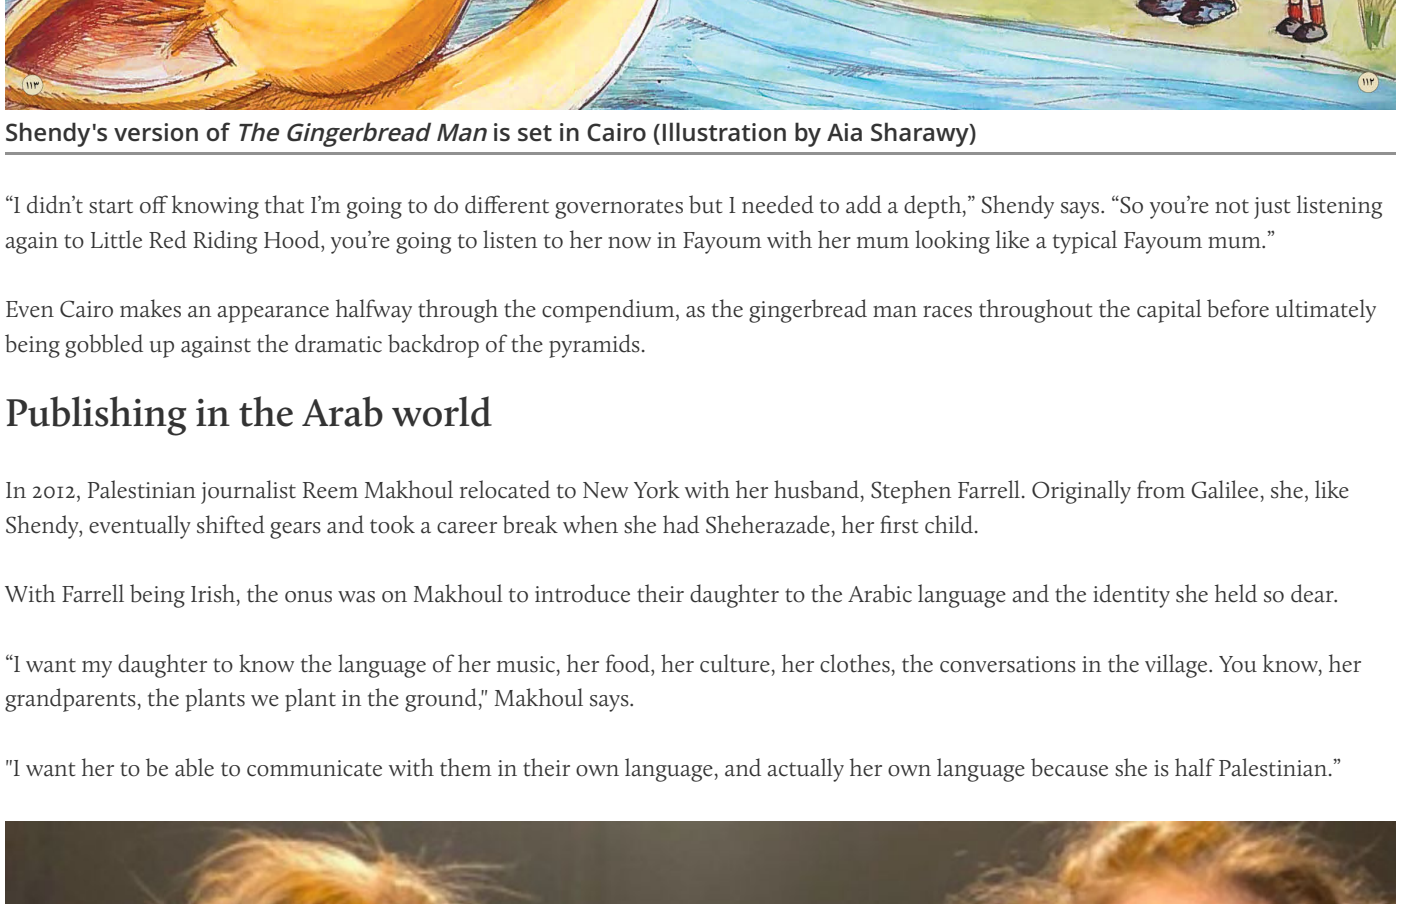 ١١٣
١١٢
Shendy's version of The Gingerbread Man is set in Cairo (Illustration by Aia Sharawy)
“I didn’t start off knowing that I’m going to do different governorates but I needed to add a depth,” Shendy says. “So you’re not just listening
again to Little Red Riding Hood, you’re going to listen to her now in Fayoum with her mum looking like a typical Fayoum mum.”
Even Cairo makes an appearance halfway through the compendium, as the gingerbread man races throughout the capital before ultimately
being gobbled up against the dramatic backdrop of the pyramids.
Publishing in the Arab world
In 2012, Palestinian journalist Reem Makhoul relocated to New York with her husband, Stephen Farrell. Originally from Galilee, she, like
Shendy, eventually shifted gears and took a career break when she had Sheherazade, her first child.
With Farrell being Irish, the onus was on Makhoul to introduce their daughter to the Arabic language and the identity she held so dear.
“I want my daughter to know the language of her music, her food, her culture, her clothes, the conversations in the village. You know, her
grandparents, the plants we plant in the ground," Makhoul says.
"I want her to be able to communicate with them in their own language, and actually her own language because she is half Palestinian.”